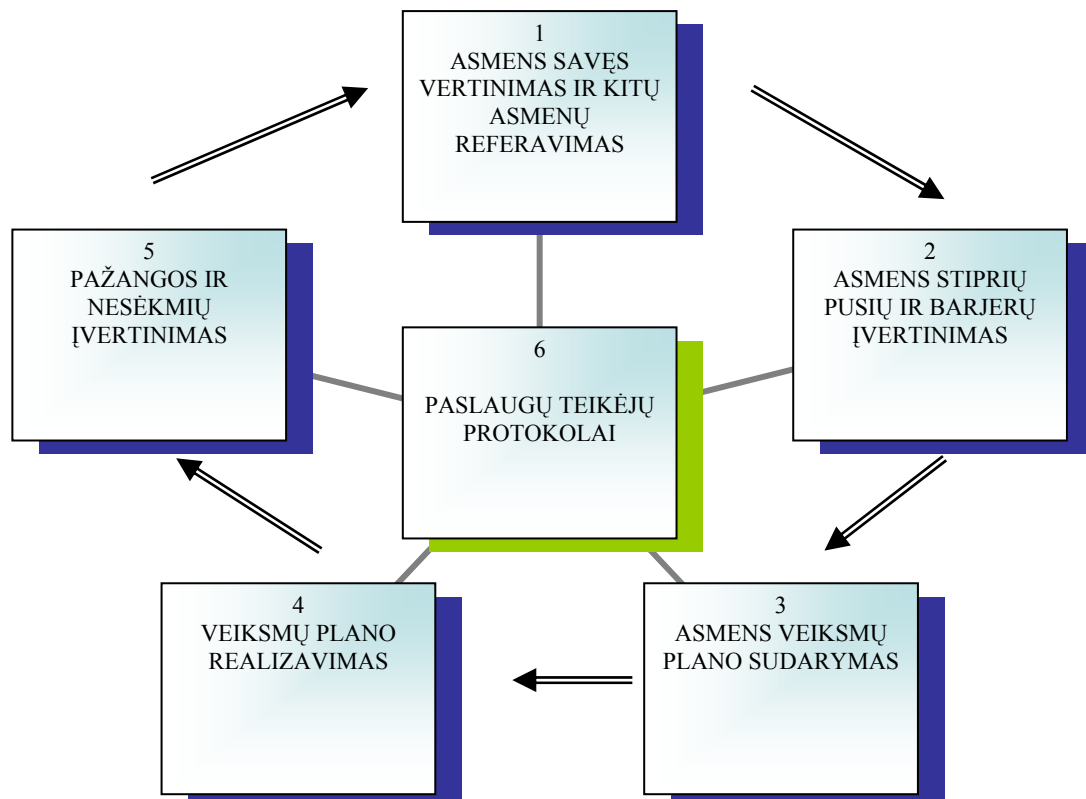 1
ASMENS SAVĘS
VERTINIMAS IR KITŲ
ASMENŲ
REFERAVIMAS
2
ASMENS STIPRIŲ
PUSIŲ IR BARJERŲ
ĮVERTINIMAS
3
ASMENS VEIKSMŲ
PLANO SUDARYMAS
4
VEIKSMŲ PLANO
REALIZAVIMAS
5
PAŽANGOS IR
NESĖKMIŲ
ĮVERTINIMAS
6
PASLAUGŲ TEIKĖJŲ
PROTOKOLAI